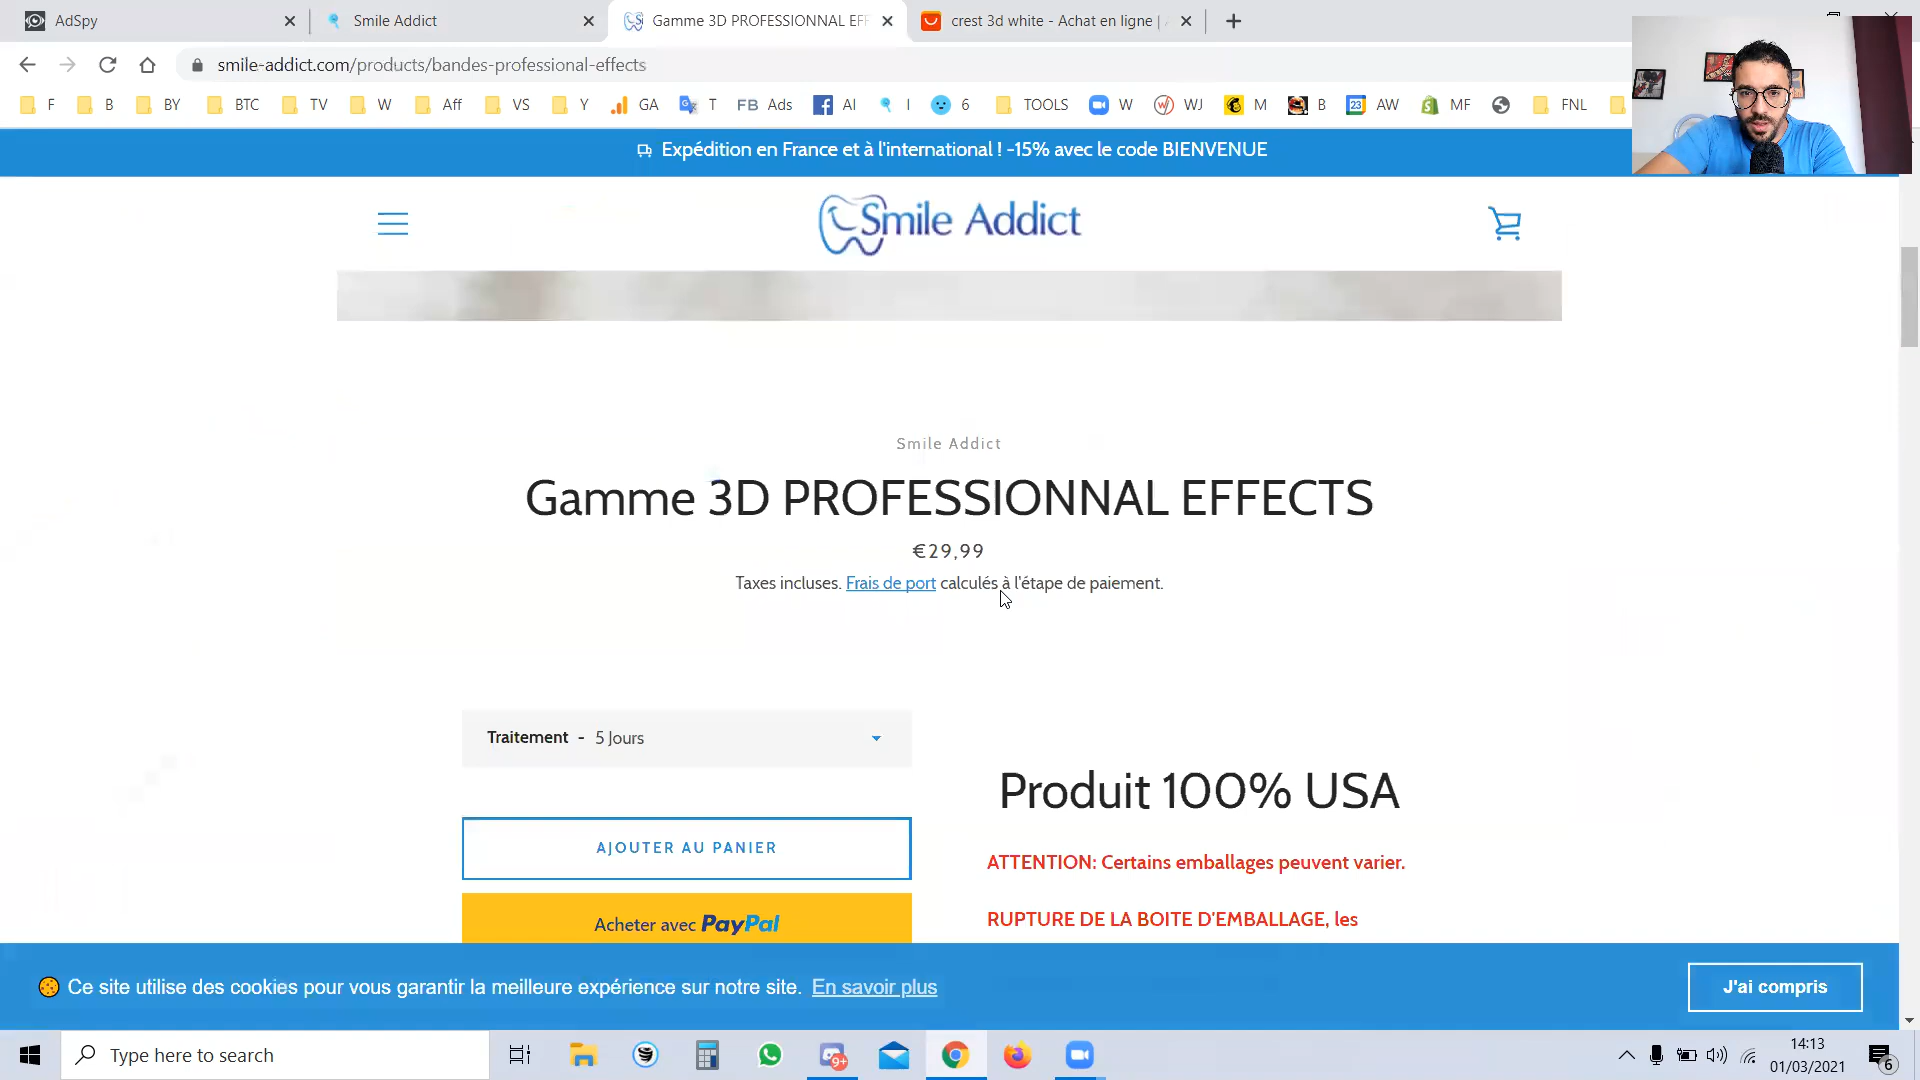 AdSpy
Smile Addict
Gamme 3D PROFESSIONNAL EFF
crest 3d white - Achat en ligne |
smile-addict.com/products/bandes-professional-effects
F B BY BTC TV W Aff VS Y GA T FB Ads AI I 6 TOOLS W WJ M B 23 AW MF FNL
Expédition en France et à l'international ! -15% avec le code BIENVENUE
Smile Addict
Smile Addict
Gamme 3D PROFESSIONNAL EFFECTS
€29,99
Taxes incluses. Frais de port calculés à l'étape de paiement.
Traitement - 5 Jours
AJOUTER AU PANIER
Acheter avec PayPal
Produit 100% USA
ATTENTION: Certains emballages peuvent varier.
RUPTURE DE LA BOITE D'EMBALLAGE, les
Ce site utilise des cookies pour vous garantir la meilleure expérience sur notre site. En savoir plus
J'ai compris
Type here to search
9+
14:13
01/03/2021
6